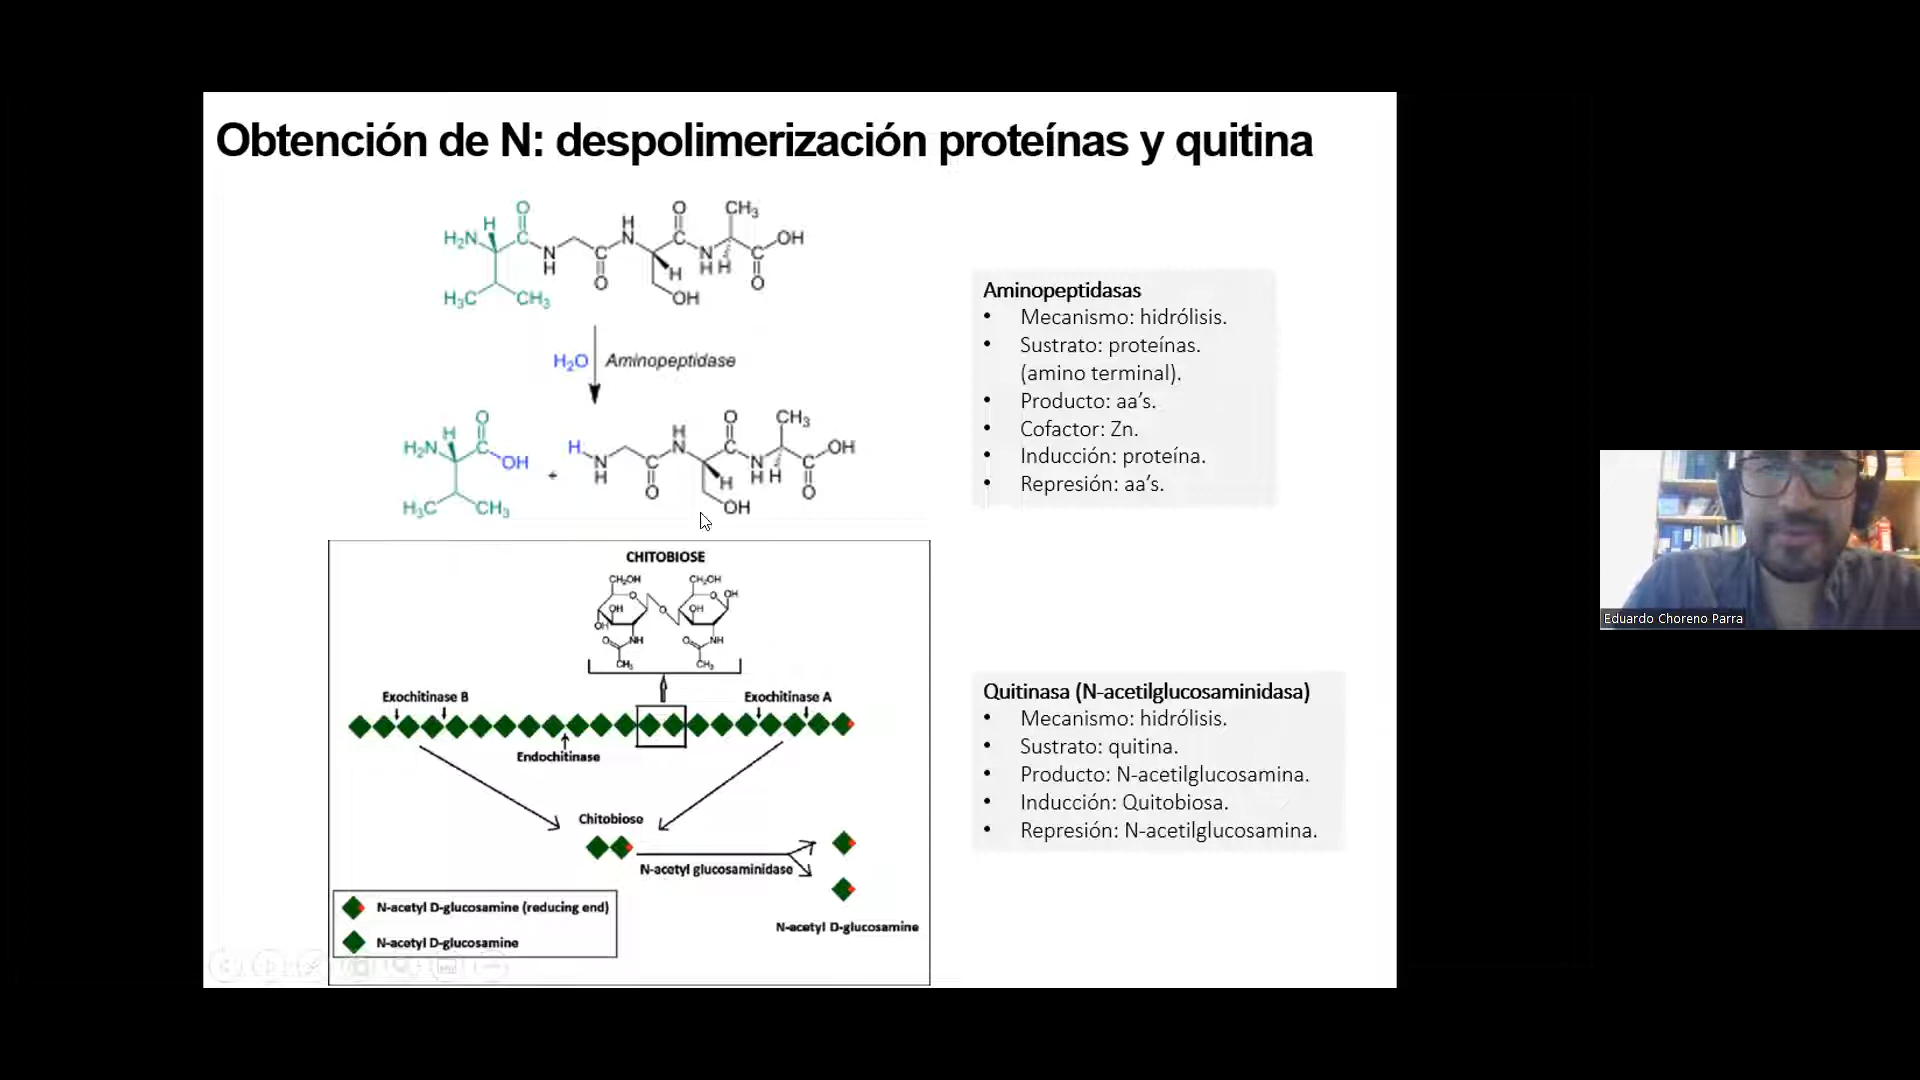 Obtención de N: despolimerización proteínas y quitina
O
H
H₂N
N
H
O
H
N
H
OH
O
N
H
CH₃
H
O
OH
H₃C
CH₃
H₂O
Aminopeptidase
H₂N
H
O
OH
H₃C
CH₃
+
H
N
H
O
H
N
H
OH
O
N
H
CH₃
H
O
OH
Aminopeptidasas
• Mecanismo: hidrólisis.
• Sustrato: proteínas.
(amino terminal).
• Producto: aa’s.
• Cofactor: Zn.
• Inducción: proteína.
• Represión: aa’s.
CHITOBIOSE
CH₂OH
O
OH
OH
O
NH
CH₃
O
CH₂OH
O
OH
OH
O
NH
CH₃
Exochitinase B
Exochitinase A
Endochitinase
Chitobiose
N-acetyl glucosaminidase
N-acetyl D-glucosamine
N-acetyl D-glucosamine (reducing end)
N-acetyl D-glucosamine
Quitinasa (N-acetilglucosaminidasa)
• Mecanismo: hidrólisis.
• Sustrato: quitina.
• Producto: N-acetilglucosamina.
• Inducción: Quitobiosa.
• Represión: N-acetilglucosamina.
Eduardo Choreno Parra